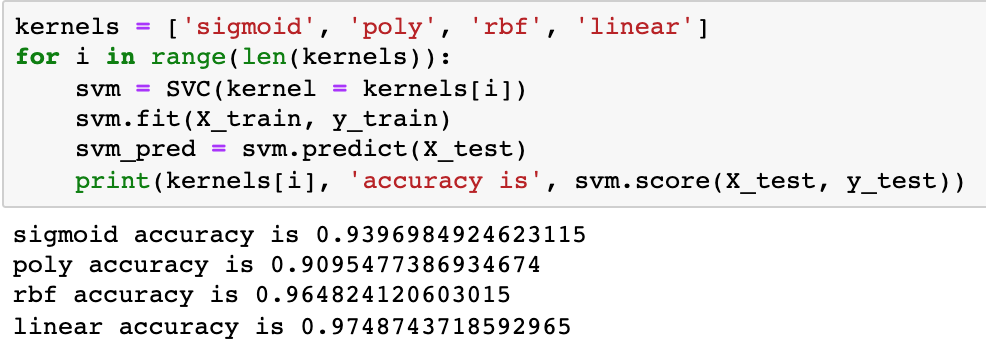 kernels = ['sigmoid', 'poly', 'rbf', 'linear']
for i in range(len(kernels)):
    svm = SVC(kernel = kernels[i])
    svm.fit(X_train, y_train)
    svm_pred = svm.predict(X_test)
    print(kernels[i], 'accuracy is', svm.score(X_test, y_test))
sigmoid accuracy is 0.9396984924623115
poly accuracy is 0.9095477386934674
rbf accuracy is 0.964824120603015
linear accuracy is 0.9748743718592965